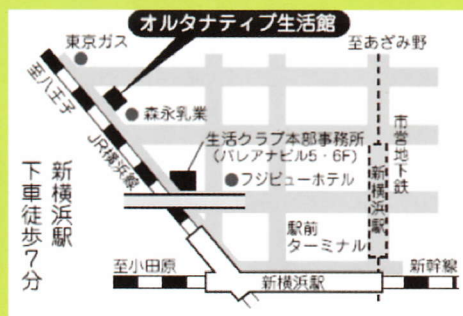 オルタナティブ生活館
東京ガス
至あざみ野
至八王子
森永乳業
JR横浜線
生活クラブ本部事務所
(バレアナビル5・6F)
フジビューホテル
市営地下鉄
新横浜駅
駅前
ターミナル
新横浜駅
下車徒歩7分
至小田原
新横浜駅
新幹線